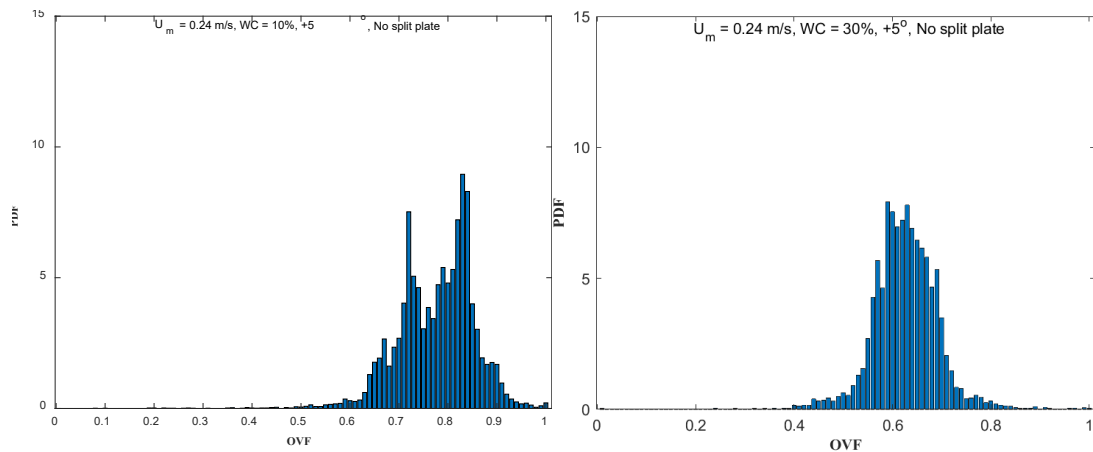 U_m = 0.24 m/s, WC = 10%, +5 °, No split plate
15
10
5
0
PDF
0 0.1 0.2 0.3 0.4 0.5 0.6 0.7 0.8 0.9 1
OVF
U_m = 0.24 m/s, WC = 30%, +5°, No split plate
15
10
5
0
PDF
0 0.2 0.4 0.6 0.8 1
OVF